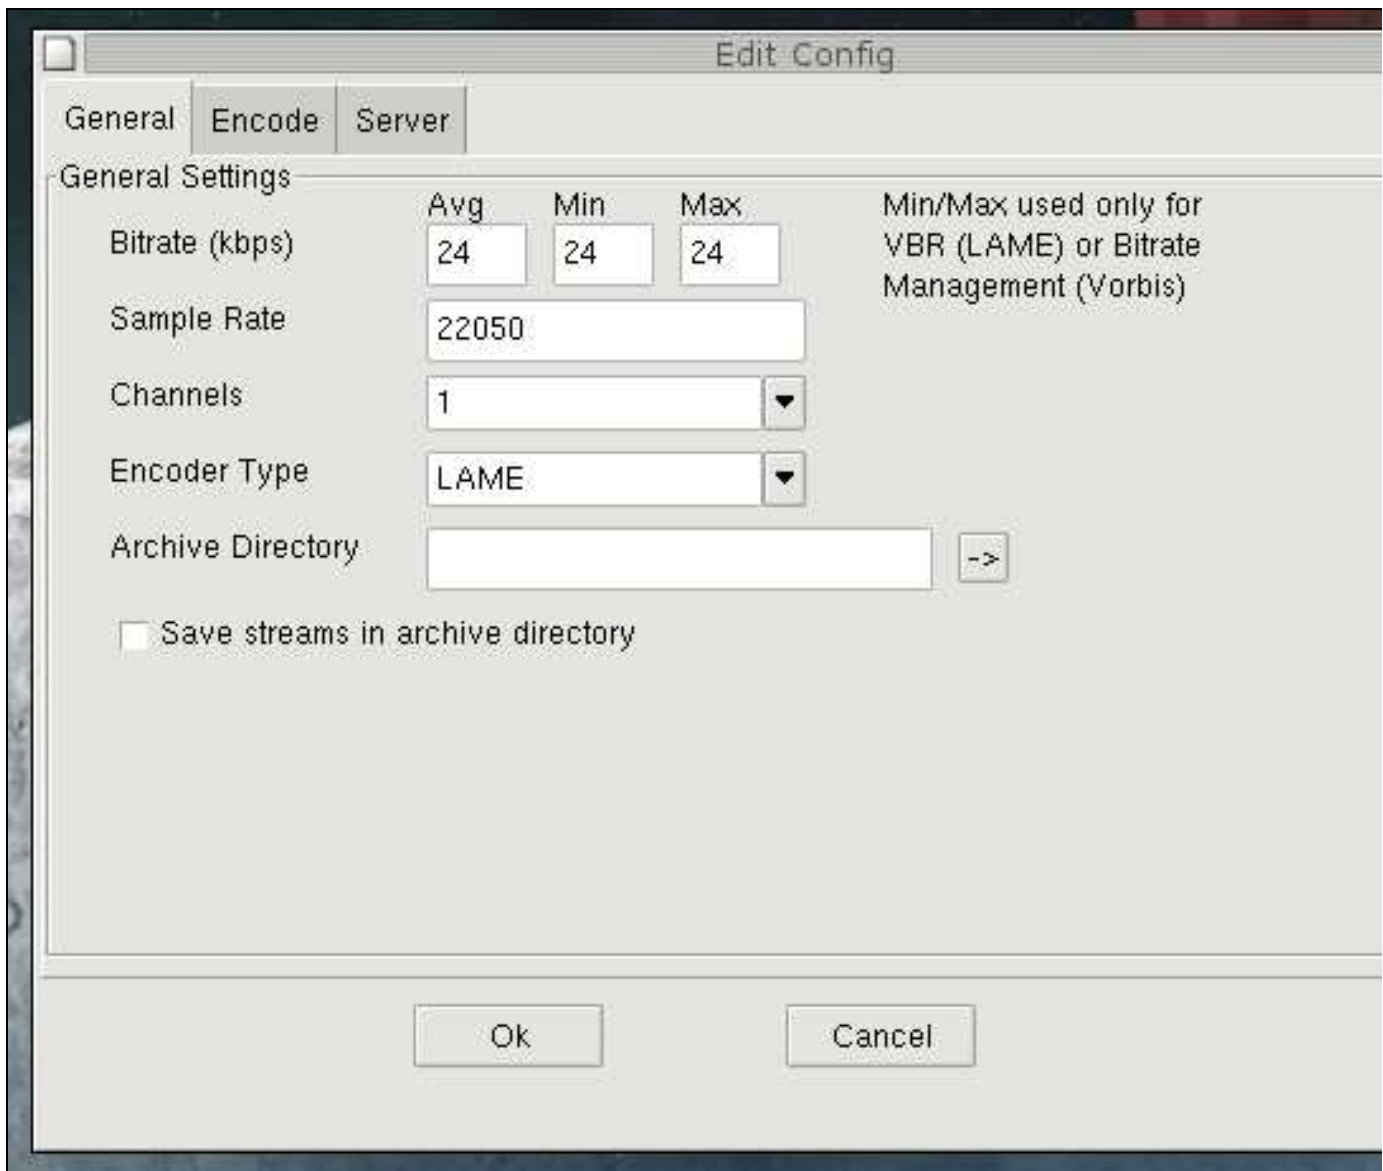 Edit Config
General Encode Server
General Settings
Avg Min Max
Bitrate (kbps) 24 24 24
Min/Max used only for
VBR (LAME) or Bitrate
Management (Vorbis)
Sample Rate 22050
Channels 1
Encoder Type LAME
Archive Directory ->
Save streams in archive directory
Ok Cancel